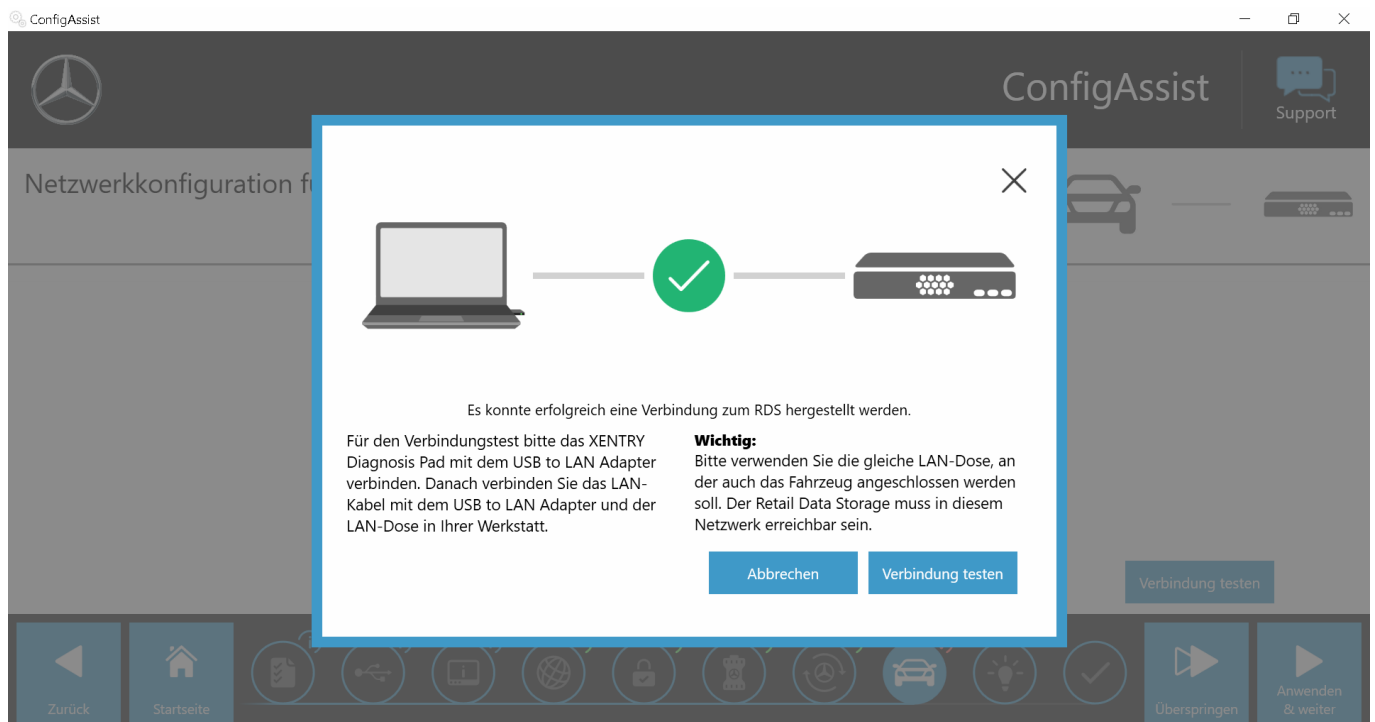 ConfigAssist
ConfigAssist
Support
Netzwerkkonfiguration
Es konnte erfolgreich eine Verbindung zum RDS hergestellt werden.
Für den Verbindungstest bitte das XENTRY
Diagnosis Pad mit dem USB to LAN Adapter
verbinden. Danach verbinden Sie das LAN-
Kabel mit dem USB to LAN Adapter und der
LAN-Dose in Ihrer Werkstatt.
Wichtig:
Bitte verwenden Sie die gleiche LAN-Dose, an
der auch das Fahrzeug angeschlossen werden
soll. Der Retail Data Storage muss in diesem
Netzwerk erreichbar sein.
Abbrechen
Verbindung testen
Verbindung testen
Zurück
Startseite
Überspringen
Anwenden
& weiter